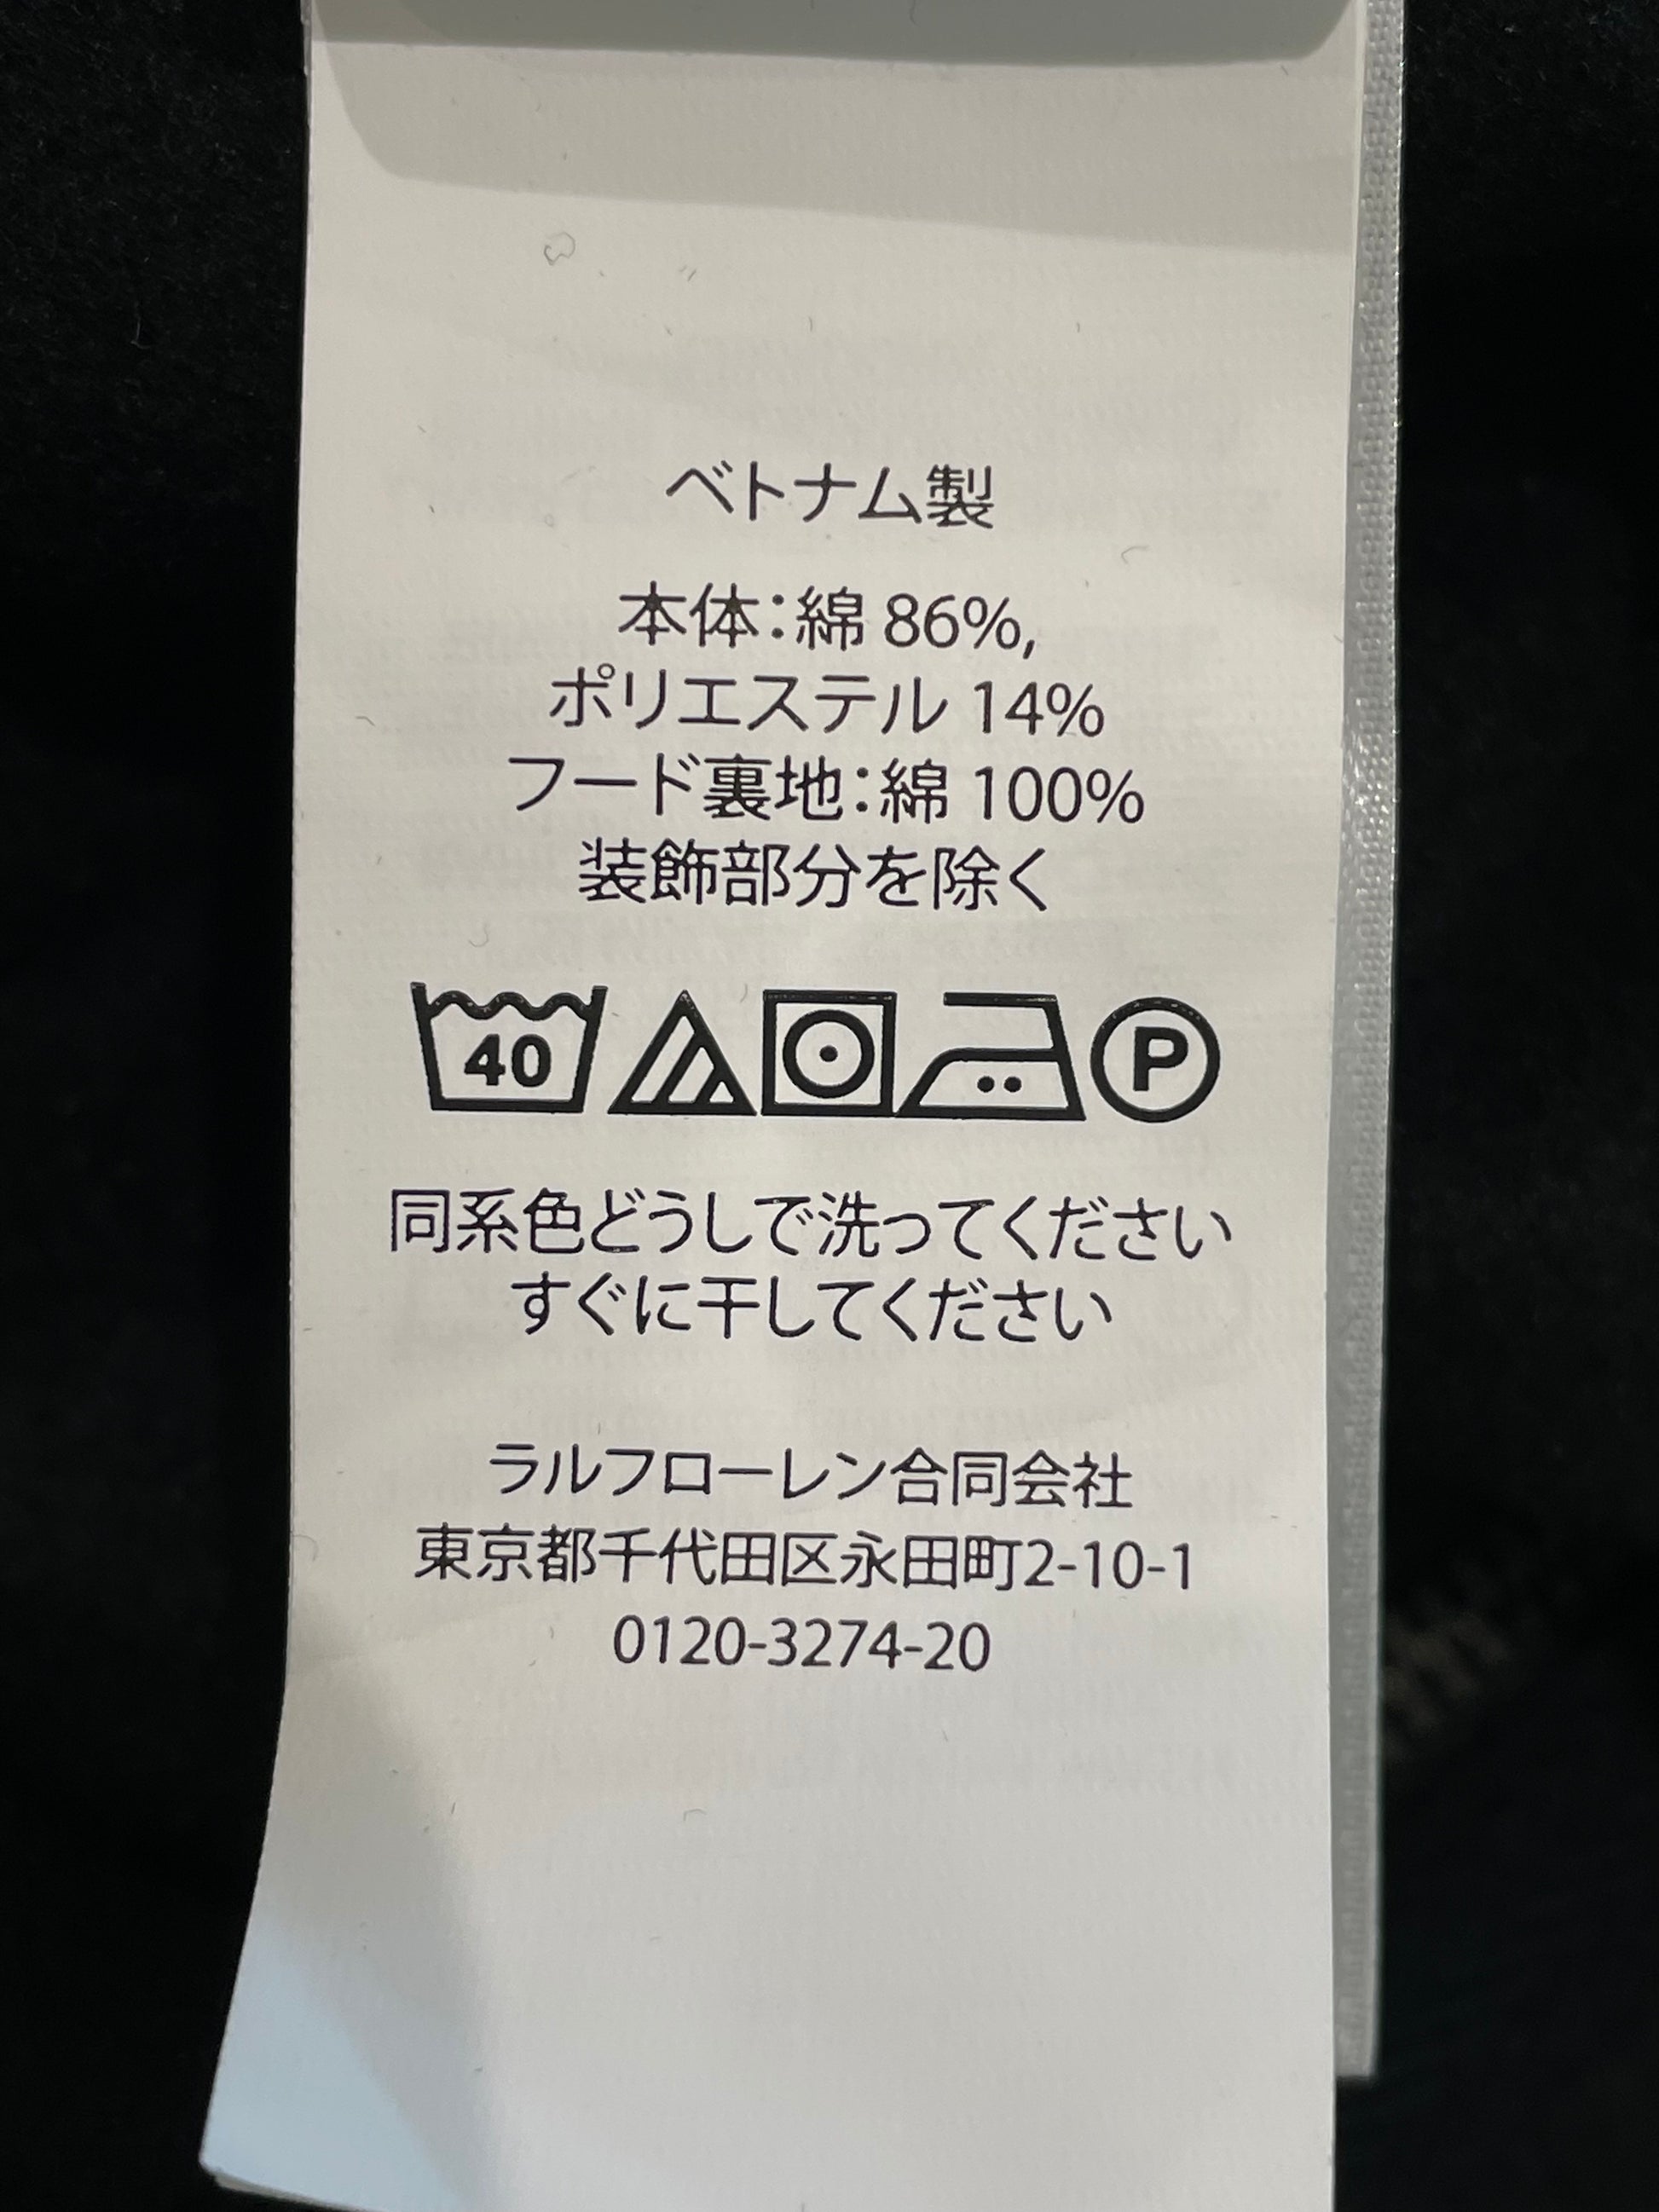 ベトナム製
本体：綿 86%,
ポリエステル 14%
フード裏地：綿 100%
装飾部分を除く
40 P
同系色どうしで洗ってください
すぐに干してください
ラルフローレン合同会社
東京都千代田区永田町2-10-1
0120-3274-20